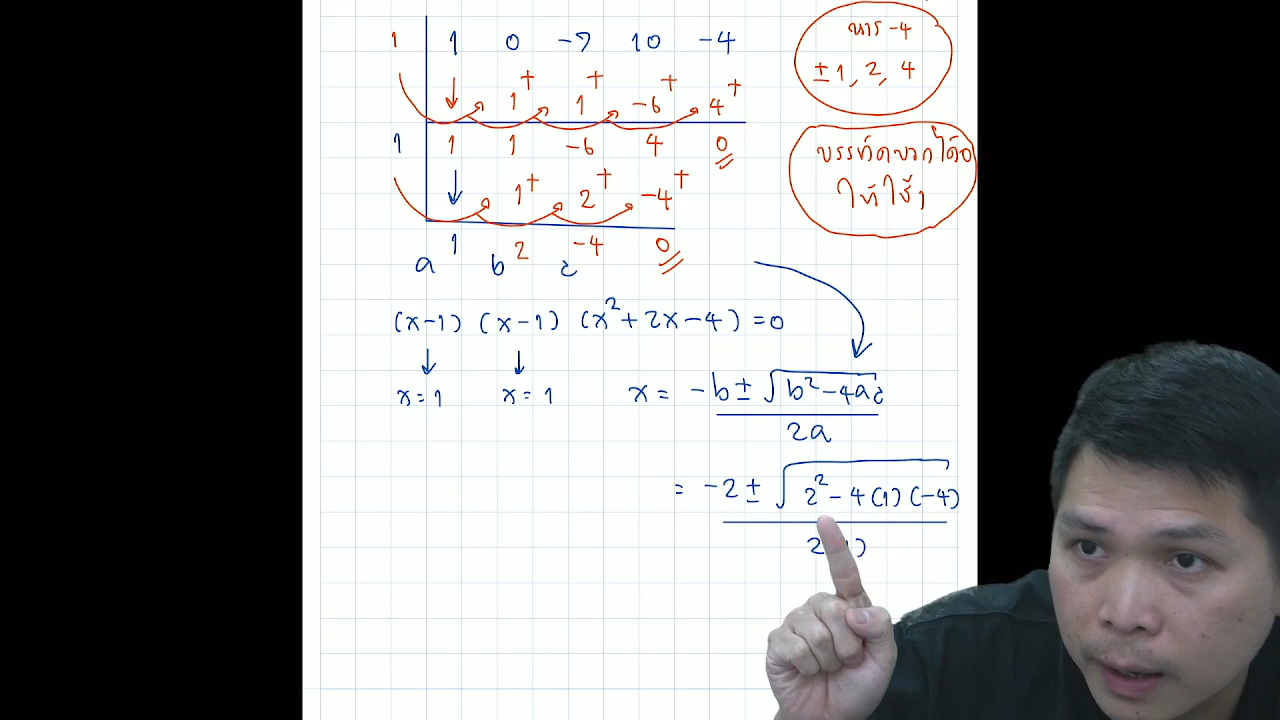 1 1 0 -7 10 -4
1+ 1+ -6+ 4+
1 1 1 -6 4 0
1+ 2+ -4+
1 2 -4 0
a b c
(x-1) (x-1) (x²+2x-4) = 0
x=1 x=1 x = -b ± √b²-4ac
2a
= -2 ± √2²-4(1)(-4)
2
หาร -4
±1, 2, 4
บรรทัดบวกได้0
ให้ใช้1